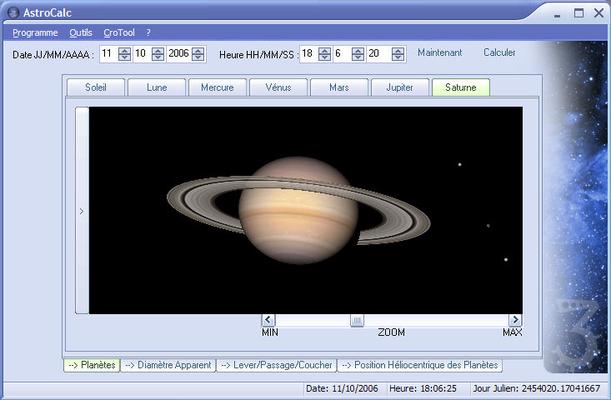 AstroCalc
Programme Outils CroTool ?
Date JJ/MM/AAAA : 11 10 2006 Heure HH/MM/SS : 18 6 20 Maintenant Calculer
Soleil Lune Mercure Vénus Mars Jupiter Saturne
>
MIN ZOOM MAX
--> Planètes --> Diamètre Apparent --> Lever/Passage/Coucher --> Position Héliocentrique des Planètes
Date: 11/10/2006 Heure: 18:06:25 Jour Julien: 2454020.17041667
3